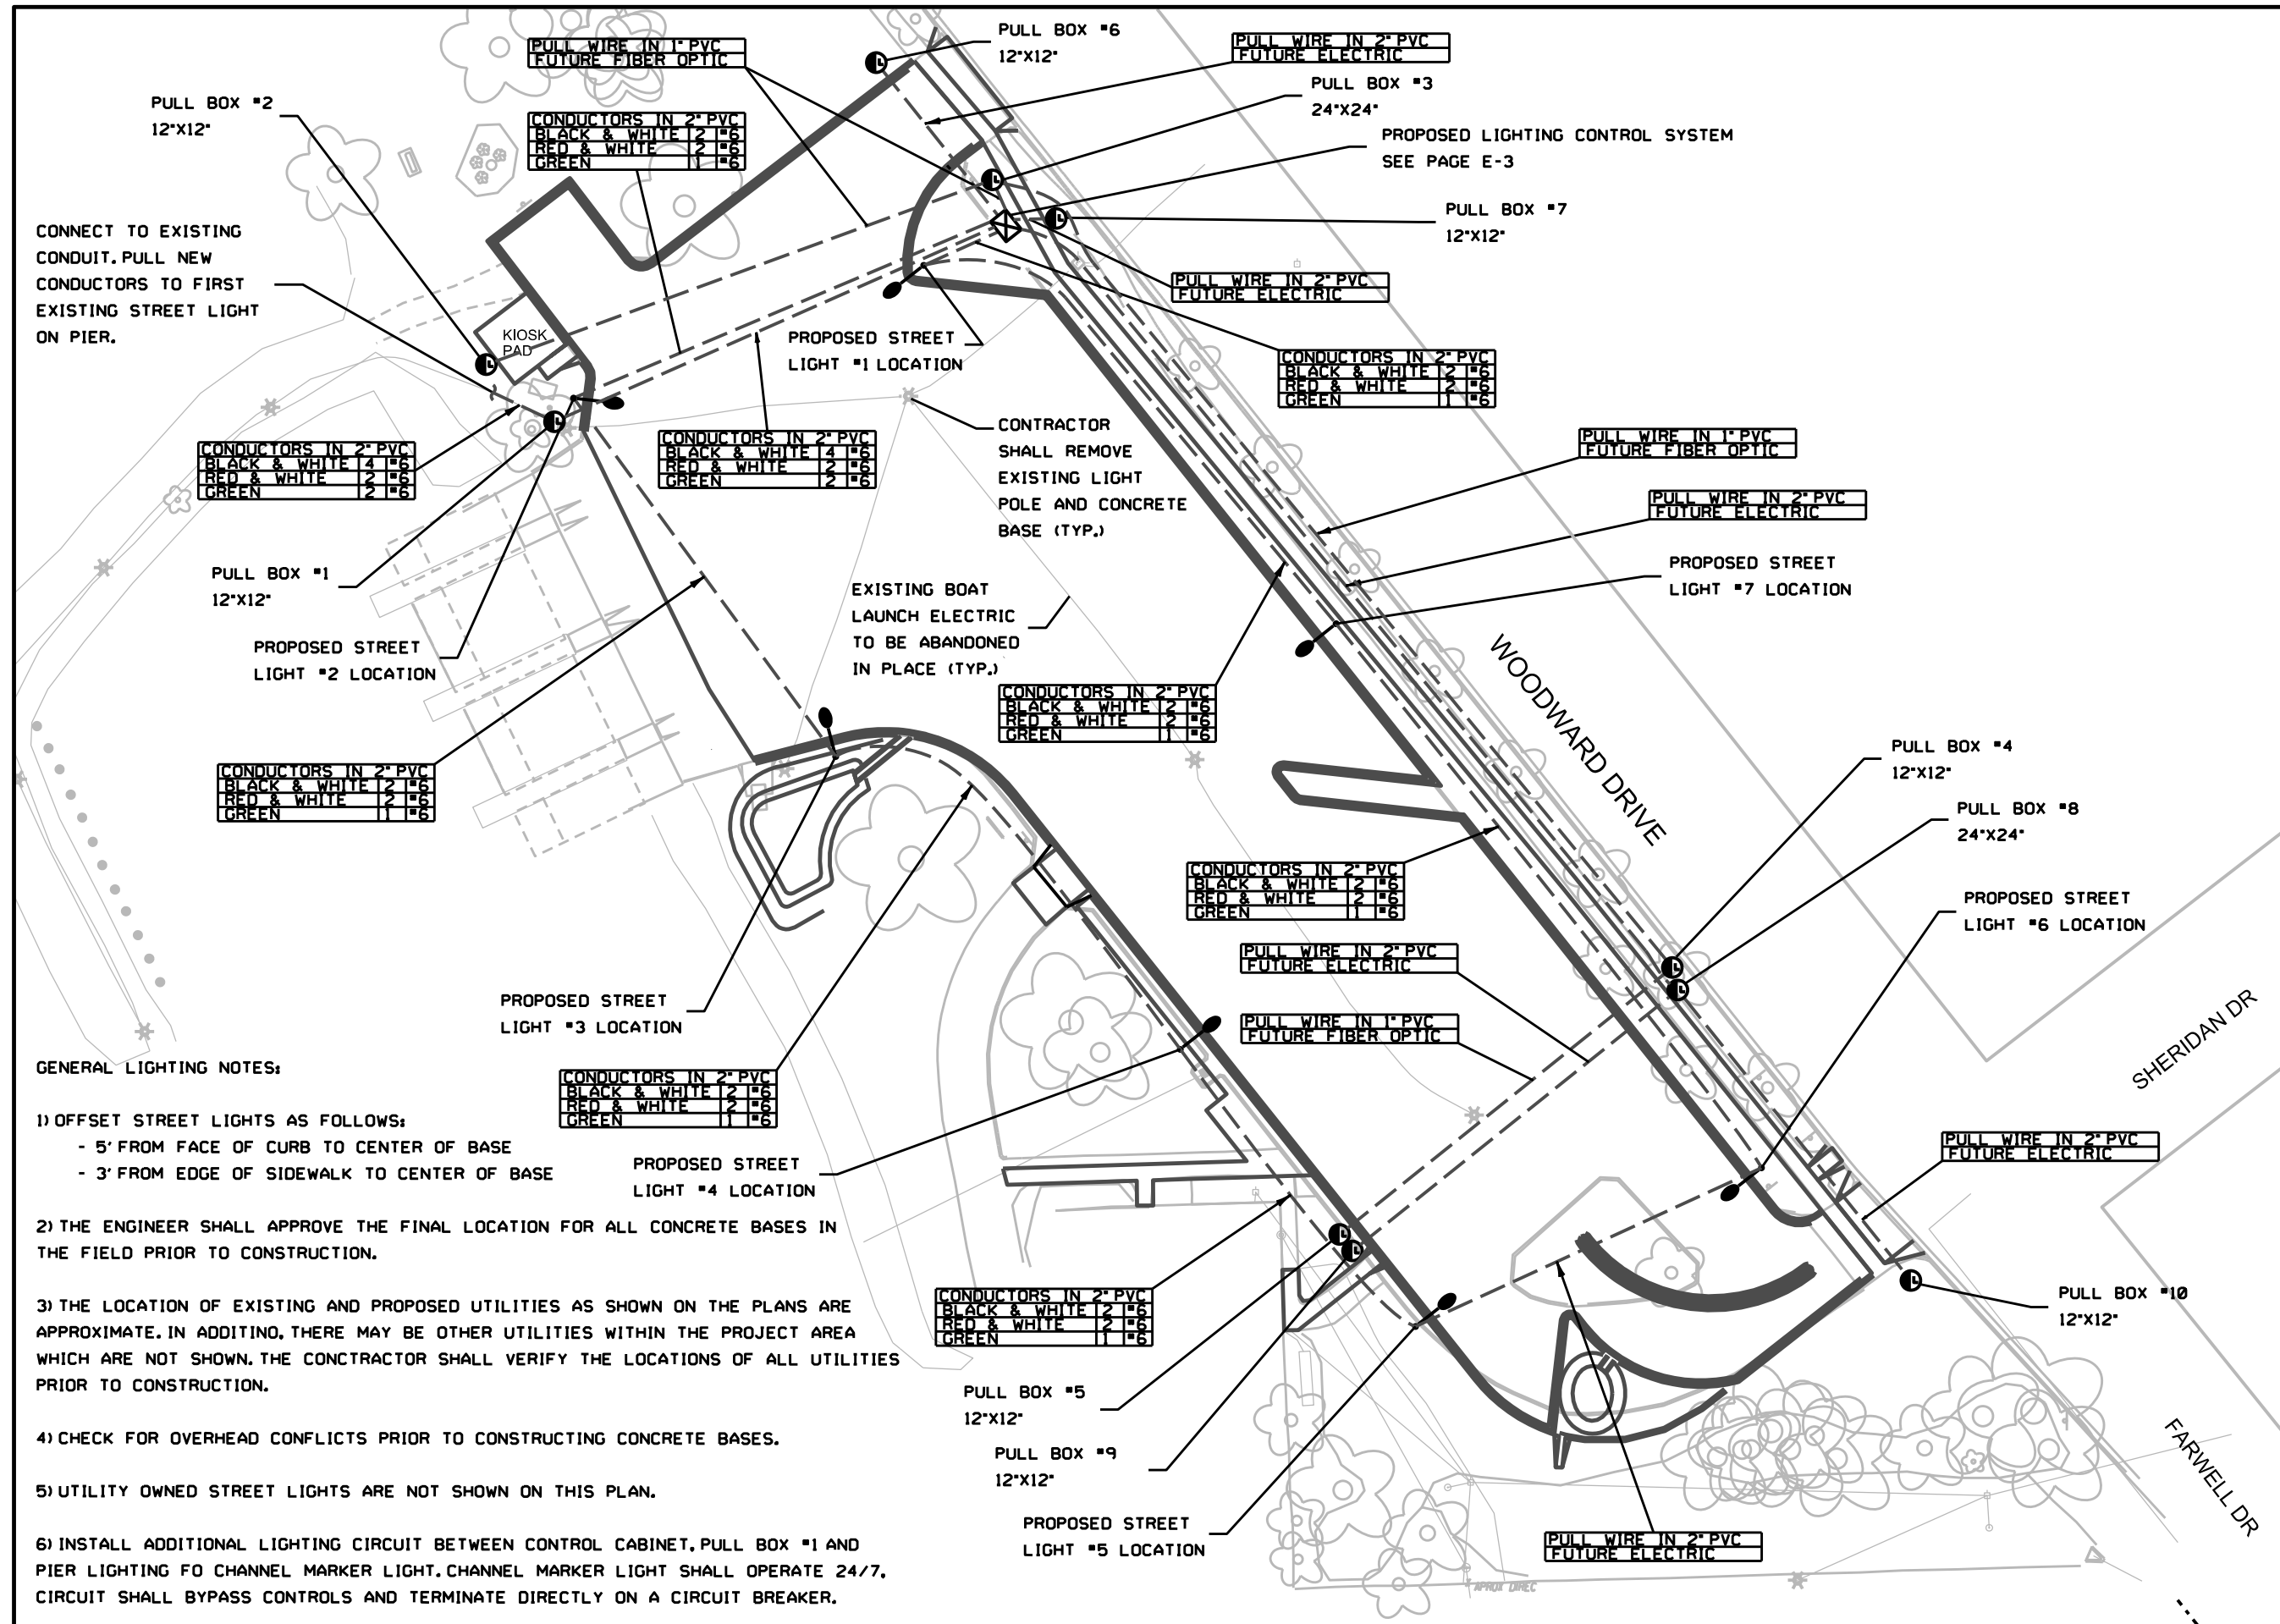 PULL BOX #6
12"X12"
PULL WIRE IN 1" PVC
FUTURE FIBER OPTIC
PULL WIRE IN 2" PVC
FUTURE ELECTRIC
PULL BOX #3
24"X24"
PULL BOX #2
12"X12"
CONDUCTORS IN 2" PVC
BLACK & WHITE 2 #6
RED & WHITE 2 #6
GREEN 1 #6
PROPOSED LIGHTING CONTROL SYSTEM
SEE PAGE E-3
PULL BOX #7
12"X12"
CONNECT TO EXISTING
CONDUIT. PULL NEW
CONDUCTORS TO FIRST
EXISTING STREET LIGHT
ON PIER.
PULL WIRE IN 2" PVC
FUTURE ELECTRIC
KIOSK
PAD
PROPOSED STREET
LIGHT #1 LOCATION
CONDUCTORS IN 2" PVC
BLACK & WHITE 2 #6
RED & WHITE 2 #6
GREEN 1 #6
CONTRACTOR
SHALL REMOVE
EXISTING LIGHT
POLE AND CONCRETE
BASE (TYP.)
CONDUCTORS IN 2" PVC
BLACK & WHITE 4 #6
RED & WHITE 2 #6
GREEN 2 #6
CONDUCTORS IN 2" PVC
BLACK & WHITE 4 #6
RED & WHITE 2 #6
GREEN 2 #6
PULL WIRE IN 1" PVC
FUTURE FIBER OPTIC
PULL WIRE IN 2" PVC
FUTURE ELECTRIC
PULL BOX #1
12"X12"
PROPOSED STREET
LIGHT #7 LOCATION
EXISTING BOAT
LAUNCH ELECTRIC
TO BE ABANDONED
IN PLACE (TYP.)
PROPOSED STREET
LIGHT #2 LOCATION
WOODWARD DRIVE
CONDUCTORS IN 2" PVC
BLACK & WHITE 2 #6
RED & WHITE 2 #6
GREEN 1 #6
CONDUCTORS IN 2" PVC
BLACK & WHITE 2 #6
RED & WHITE 2 #6
GREEN 1 #6
PULL BOX #4
12"X12"
PULL BOX #8
24"X24"
CONDUCTORS IN 2" PVC
BLACK & WHITE 2 #6
RED & WHITE 2 #6
GREEN 1 #6
PROPOSED STREET
LIGHT #6 LOCATION
PULL WIRE IN 2" PVC
FUTURE ELECTRIC
PROPOSED STREET
LIGHT #3 LOCATION
PULL WIRE IN 1" PVC
FUTURE FIBER OPTIC
SHERIDAN DR
CONDUCTORS IN 2" PVC
BLACK & WHITE 2 #6
RED & WHITE 2 #6
GREEN 1 #6
PROPOSED STREET
LIGHT #4 LOCATION
PULL WIRE IN 2" PVC
FUTURE ELECTRIC
CONDUCTORS IN 2" PVC
BLACK & WHITE 2 #6
RED & WHITE 2 #6
GREEN 1 #6
PULL BOX #10
12"X12"
PULL BOX #5
12"X12"
PULL BOX #9
12"X12"
PROPOSED STREET
LIGHT #5 LOCATION
PULL WIRE IN 2" PVC
FUTURE ELECTRIC
FARWELL DR
APROX DIREC
GENERAL LIGHTING NOTES:
1) OFFSET STREET LIGHTS AS FOLLOWS:
- 5' FROM FACE OF CURB TO CENTER OF BASE
- 3' FROM EDGE OF SIDEWALK TO CENTER OF BASE
2) THE ENGINEER SHALL APPROVE THE FINAL LOCATION FOR ALL CONCRETE BASES IN
THE FIELD PRIOR TO CONSTRUCTION.
3) THE LOCATION OF EXISTING AND PROPOSED UTILITIES AS SHOWN ON THE PLANS ARE
APPROXIMATE. IN ADDITINO, THERE MAY BE OTHER UTILITIES WITHIN THE PROJECT AREA
WHICH ARE NOT SHOWN. THE CONCTRACTOR SHALL VERIFY THE LOCATIONS OF ALL UTILITIES
PRIOR TO CONSTRUCTION.
4) CHECK FOR OVERHEAD CONFLICTS PRIOR TO CONSTRUCTING CONCRETE BASES.
5) UTILITY OWNED STREET LIGHTS ARE NOT SHOWN ON THIS PLAN.
6) INSTALL ADDITIONAL LIGHTING CIRCUIT BETWEEN CONTROL CABINET, PULL BOX #1 AND
PIER LIGHTING FO CHANNEL MARKER LIGHT. CHANNEL MARKER LIGHT SHALL OPERATE 24/7.
CIRCUIT SHALL BYPASS CONTROLS AND TERMINATE DIRECTLY ON A CIRCUIT BREAKER.